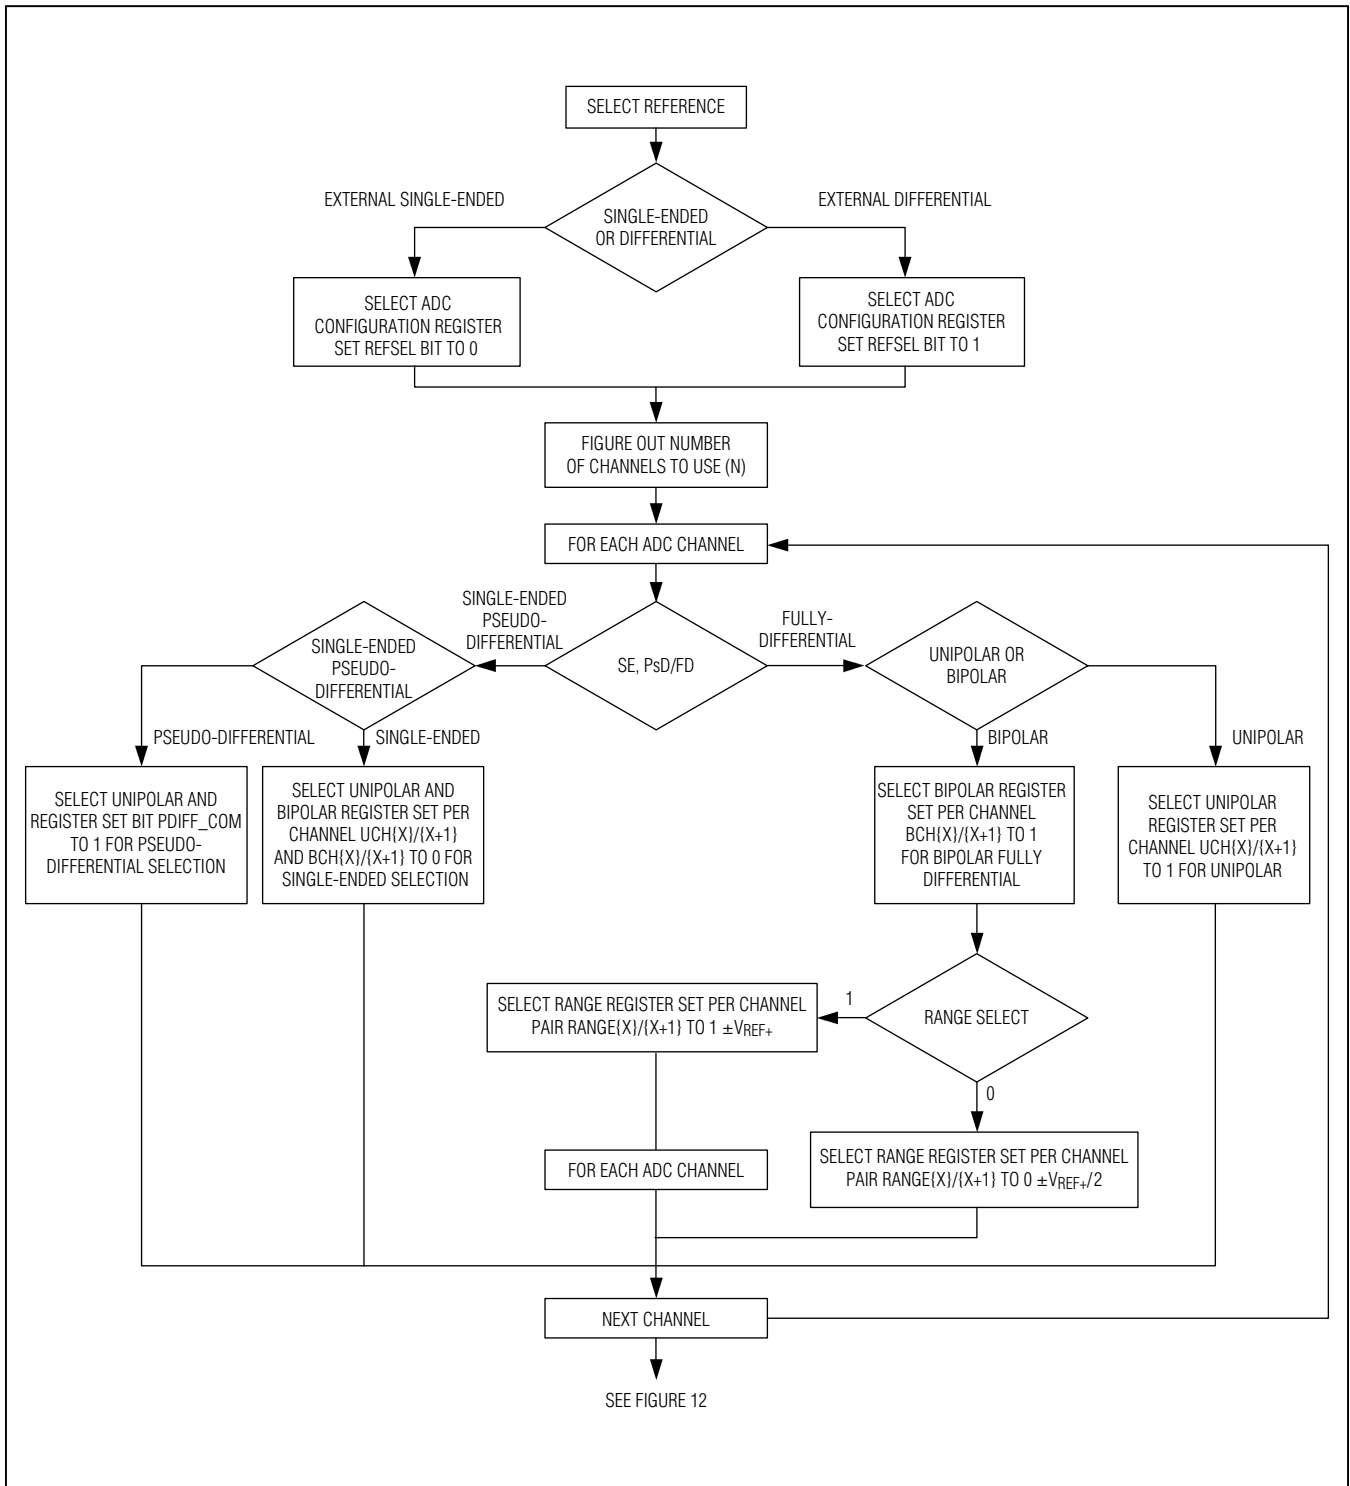 SELECT REFERENCE
EXTERNAL SINGLE-ENDED
SINGLE-ENDED
OR DIFFERENTIAL
EXTERNAL DIFFERENTIAL
SELECT ADC
CONFIGURATION REGISTER
SET REFSEL BIT TO 0
SELECT ADC
CONFIGURATION REGISTER
SET REFSEL BIT TO 1
FIGURE OUT NUMBER
OF CHANNELS TO USE (N)
FOR EACH ADC CHANNEL
SINGLE-ENDED
PSEUDO-
DIFFERENTIAL
SINGLE-ENDED
PSEUDO-
DIFFERENTIAL
SE, PsD/FD
FULLY-
DIFFERENTIAL
UNIPOLAR OR
BIPOLAR
PSEUDO-DIFFERENTIAL
SINGLE-ENDED
BIPOLAR
UNIPOLAR
SELECT UNIPOLAR AND
REGISTER SET BIT PDIFF_COM
TO 1 FOR PSEUDO-
DIFFERENTIAL SELECTION
SELECT UNIPOLAR AND
BIPOLAR REGISTER SET PER
CHANNEL UCH{X}/{X+1}
AND BCH{X}/{X+1} TO 0 FOR
SINGLE-ENDED SELECTION
SELECT BIPOLAR REGISTER
SET PER CHANNEL
BCH{X}/{X+1} TO 1
FOR BIPOLAR FULLY
DIFFERENTIAL
SELECT UNIPOLAR
REGISTER SET PER
CHANNEL UCH{X}/{X+1}
TO 1 FOR UNIPOLAR
SELECT RANGE REGISTER SET PER CHANNEL
PAIR RANGE{X}/{X+1} TO 1 ±VREF+
1
RANGE SELECT
0
FOR EACH ADC CHANNEL
SELECT RANGE REGISTER SET PER CHANNEL
PAIR RANGE{X}/{X+1} TO 0 ±VREF+/2
NEXT CHANNEL
SEE FIGURE 12